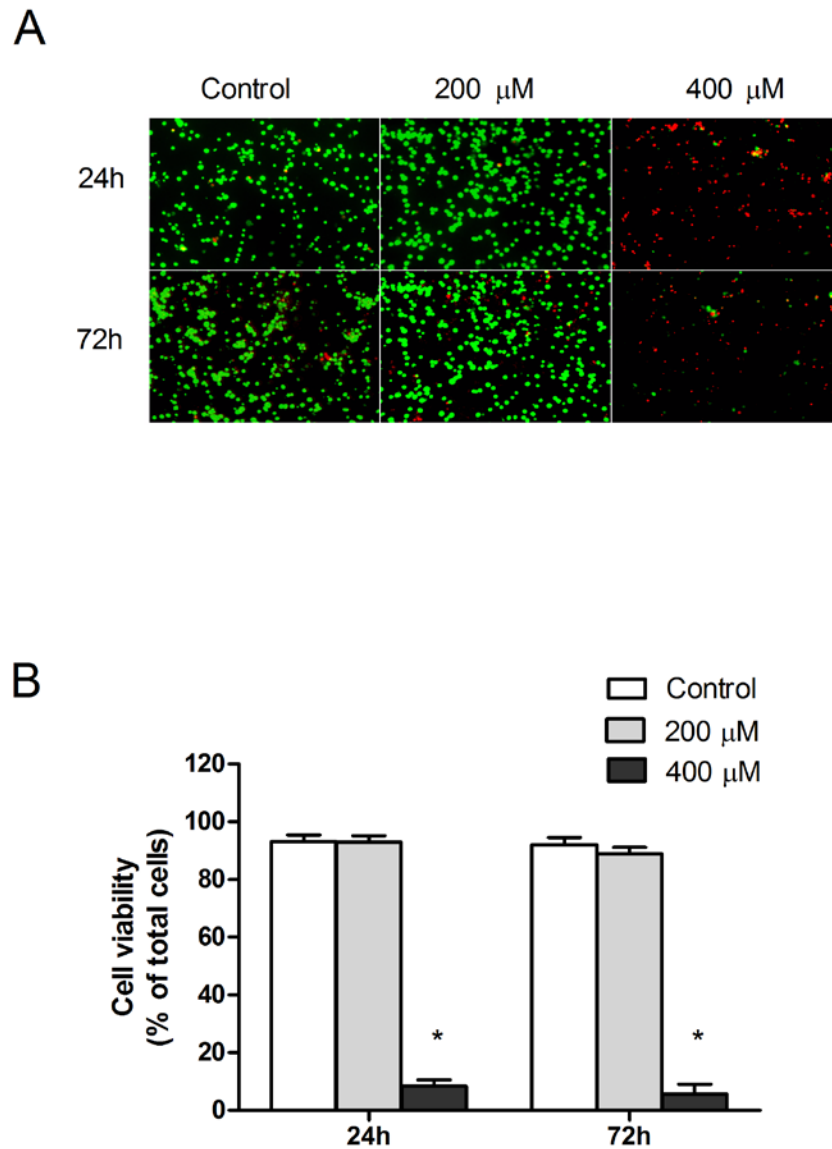 A
Control 200 μM 400 μM
24h
72h
B
Control
200 μM
400 μM
120
100
80
60
40
20
0
Cell viability
(% of total cells)
* *
24h 72h